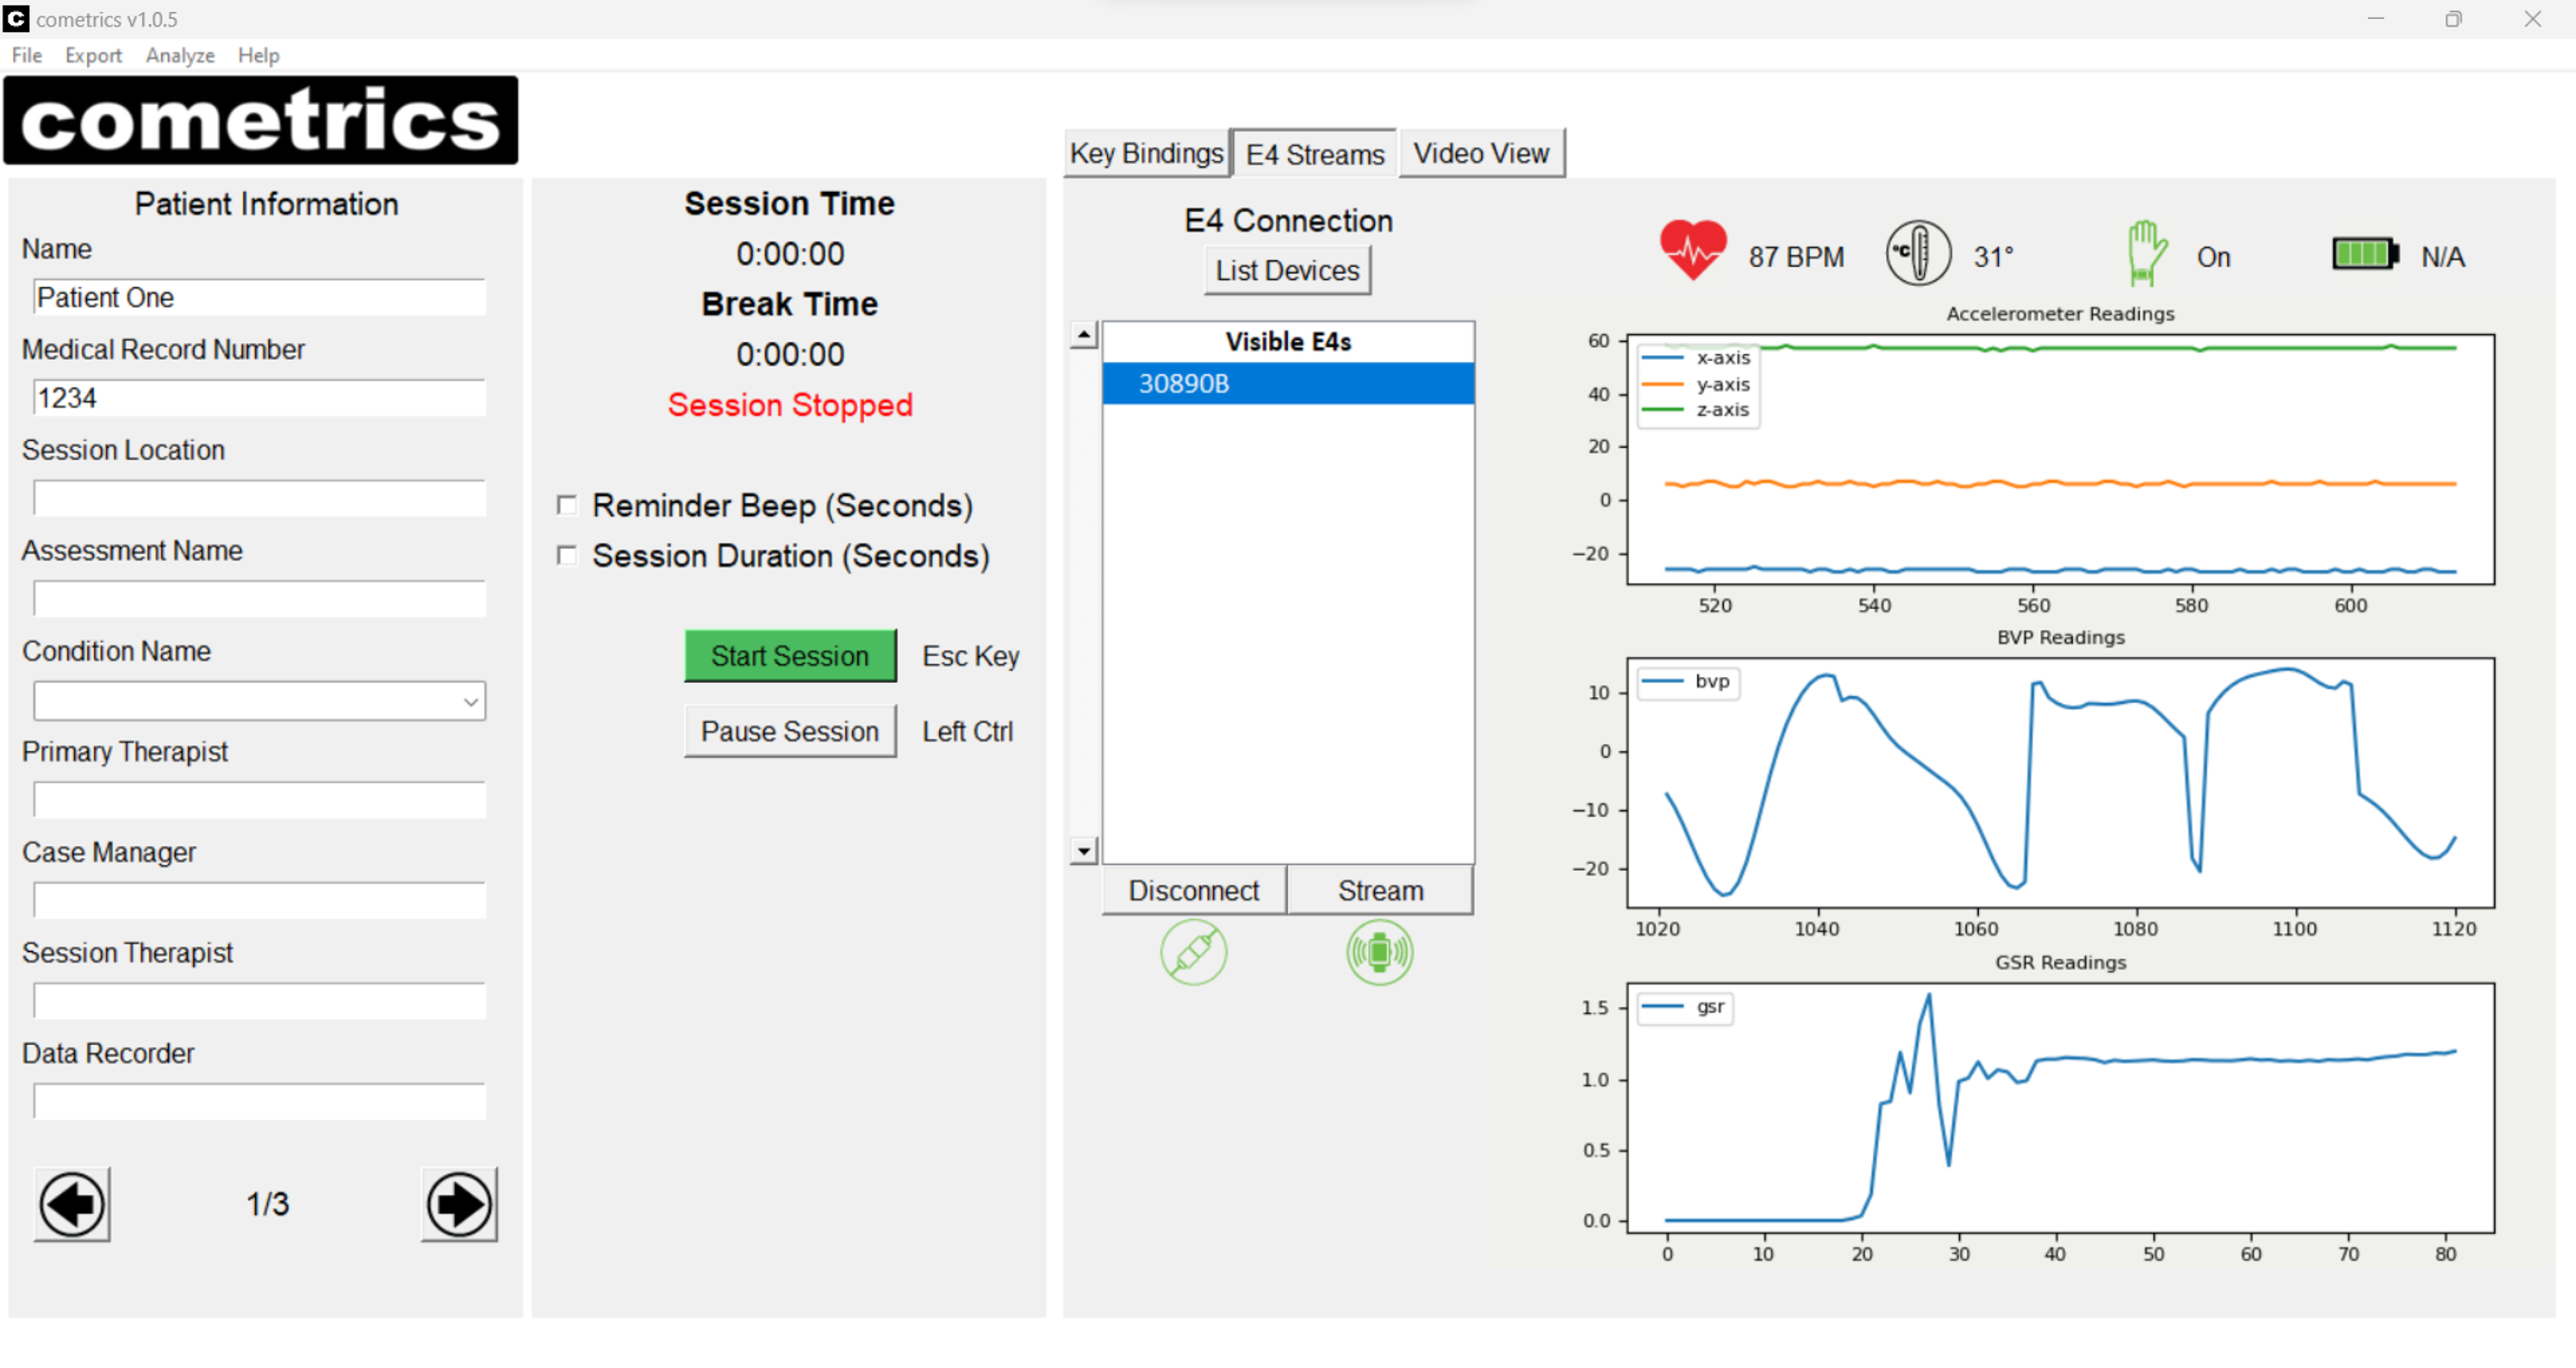 cometrics v1.0.5
File Export Analyze Help
cometrics
Patient Information
Name
Patient One
Medical Record Number
1234
Session Location
Assessment Name
Condition Name
Primary Therapist
Case Manager
Session Therapist
Data Recorder
1/3
Session Time
0:00:00
Break Time
0:00:00
Session Stopped
Reminder Beep (Seconds)
Session Duration (Seconds)
Start Session Esc Key
Pause Session Left Ctrl
Key Bindings E4 Streams Video View
E4 Connection
List Devices
Visible E4s
30890B
Disconnect Stream
87 BPM °C 31° On N/A
Accelerometer Readings
60
40
20
0
−20
x-axis
y-axis
z-axis
520 540 560 580 600
BVP Readings
10
0
−10
−20
bvp
1020 1040 1060 1080 1100 1120
GSR Readings
1.5
1.0
0.5
0.0
gsr
0 10 20 30 40 50 60 70 80